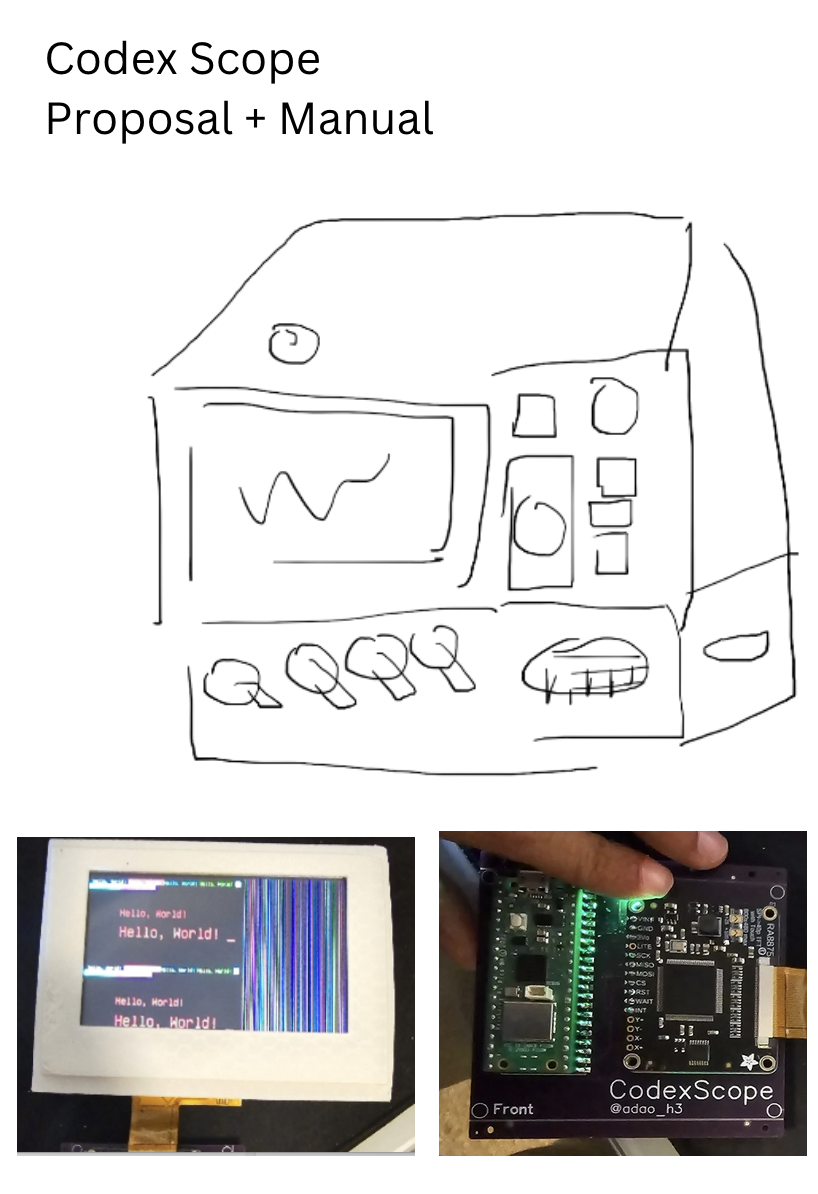 Codex Scope
Proposal + Manual
Hello, World!
Hello, World! _
Hello, World!
Hello, World!
VIN
GND
3Vo
LITE
SCK
MISO
MOSI
CS
RST
WAIT
INT
Y+
Y-
X-
X+
RA8875
CodexScope
@adao_h3
Front